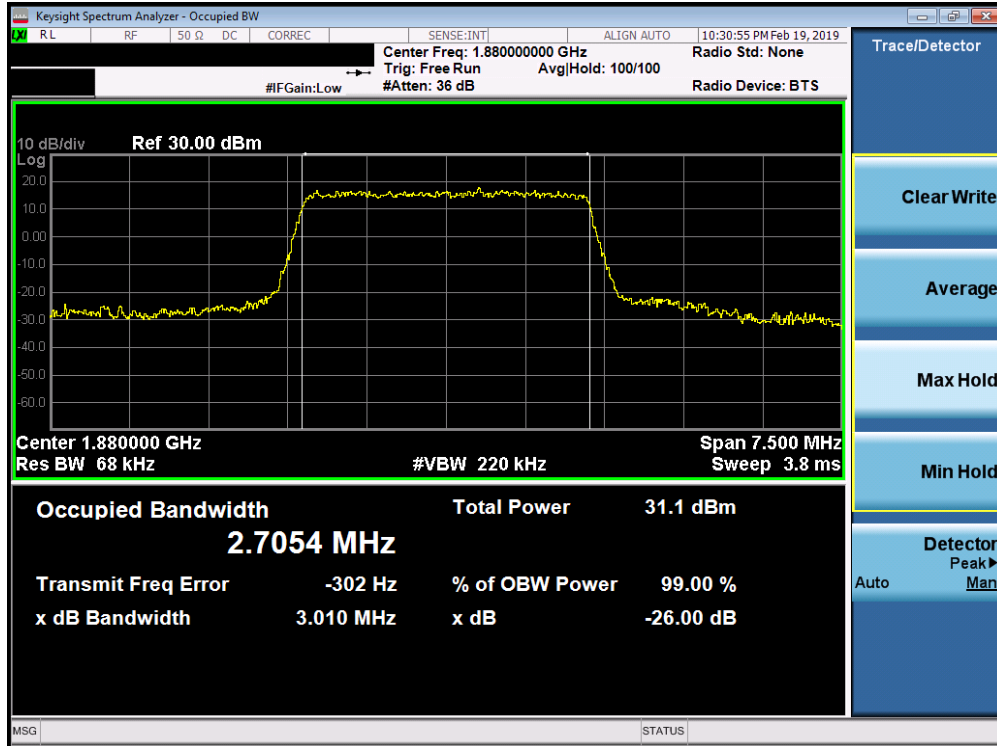 Keysight Spectrum Analyzer - Occupied BW
LXI RL RF 50 Ω DC CORREC SENSE:INT ALIGN AUTO 10:30:55 PM Feb 19, 2019
Center Freq: 1.880000000 GHz Radio Std: None
Trig: Free Run Avg|Hold: 100/100
#IFGain:Low #Atten: 36 dB Radio Device: BTS
10 dB/div Ref 30.00 dBm
Log
20.0
10.0
0.00
-10.0
-20.0
-30.0
-40.0
-50.0
-60.0
Center 1.880000 GHz Span 7.500 MHz
Res BW 68 kHz #VBW 220 kHz Sweep 3.8 ms
Occupied Bandwidth Total Power 31.1 dBm
2.7054 MHz
Transmit Freq Error -302 Hz % of OBW Power 99.00 %
x dB Bandwidth 3.010 MHz x dB -26.00 dB
MSG STATUS
Trace/Detector
Clear Write
Average
Max Hold
Min Hold
Detector
Peak▶
Auto Man